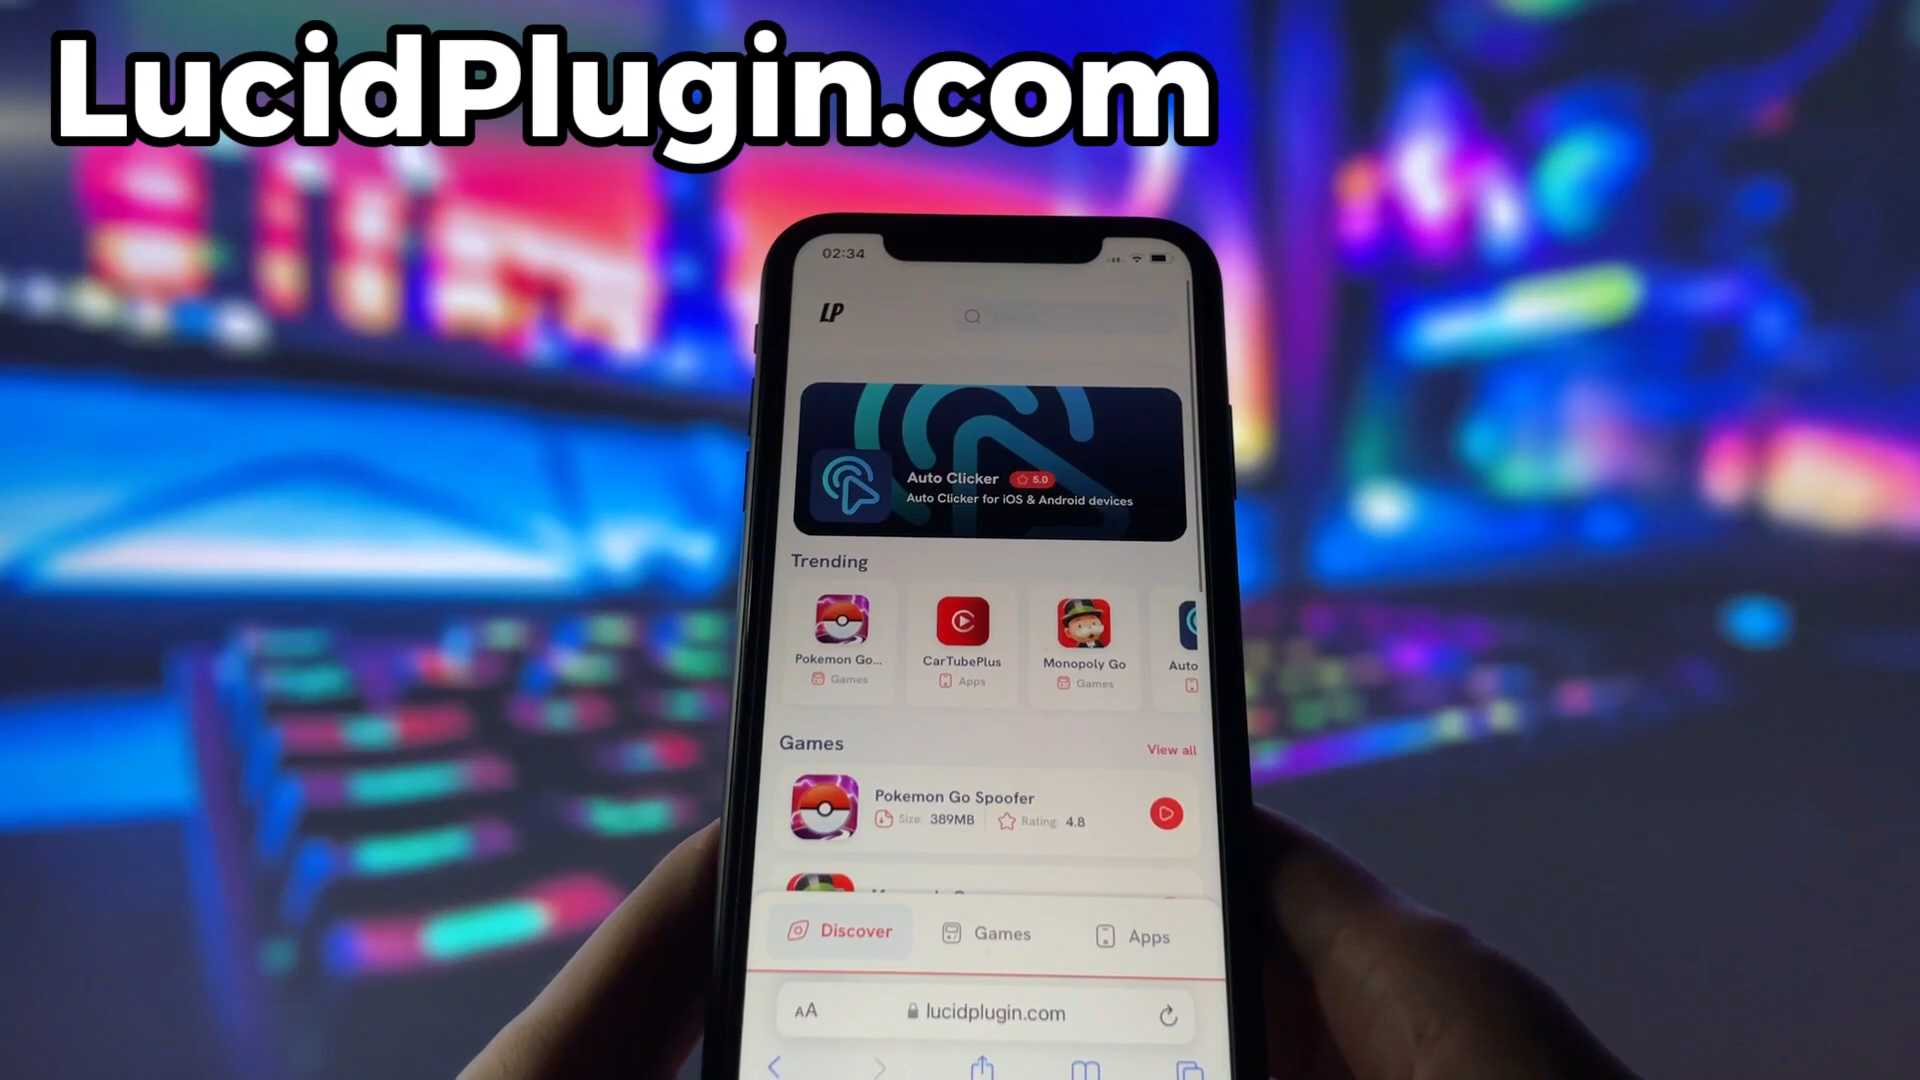 LucidPlugin.com
02:34
LP
Auto Clicker 5.0
Auto Clicker for iOS & Android devices
Trending
Pokemon Go...
Games
CarTubePlus
Apps
Monopoly Go
Games
Auto
Games
View all
Pokemon Go Spoofer
Size: 389MB
Rating: 4.8
Discover
Games
Apps
AA
lucidplugin.com